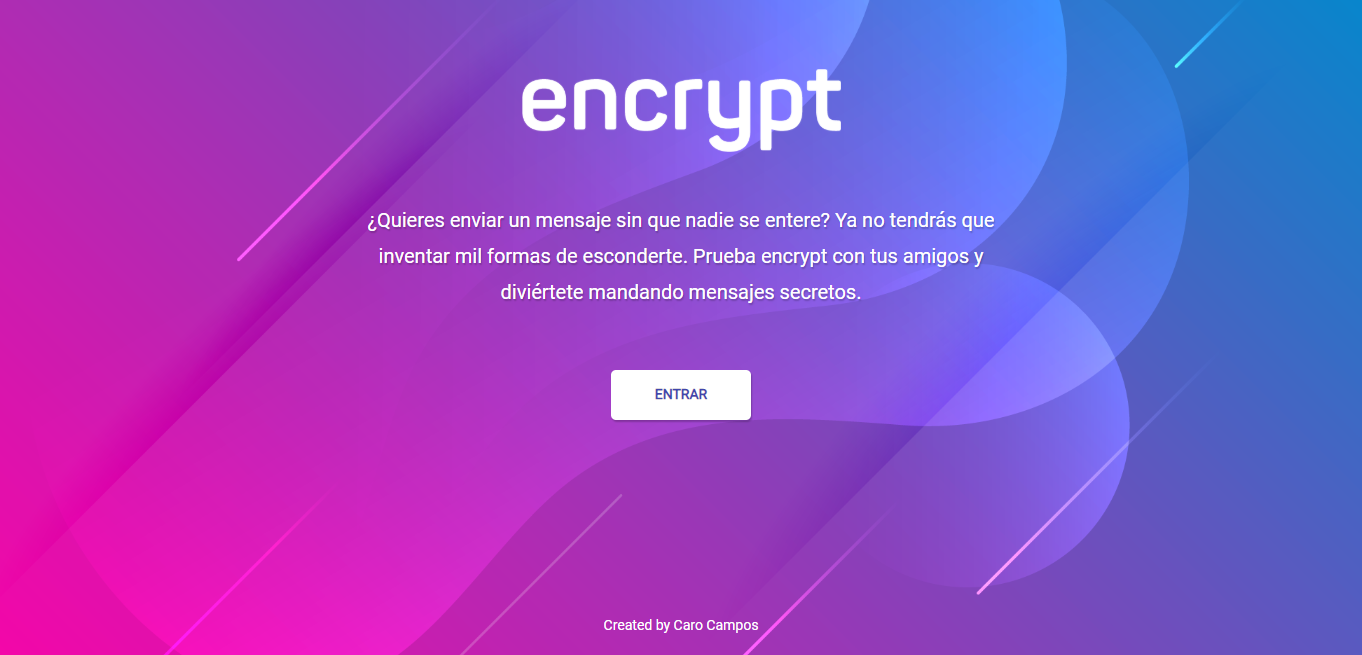 encrypt
¿Quieres enviar un mensaje sin que nadie se entere? Ya no tendrás que
inventar mil formas de esconderte. Prueba encrypt con tus amigos y
diviértete mandando mensajes secretos.
ENTRAR
Created by Caro Campos